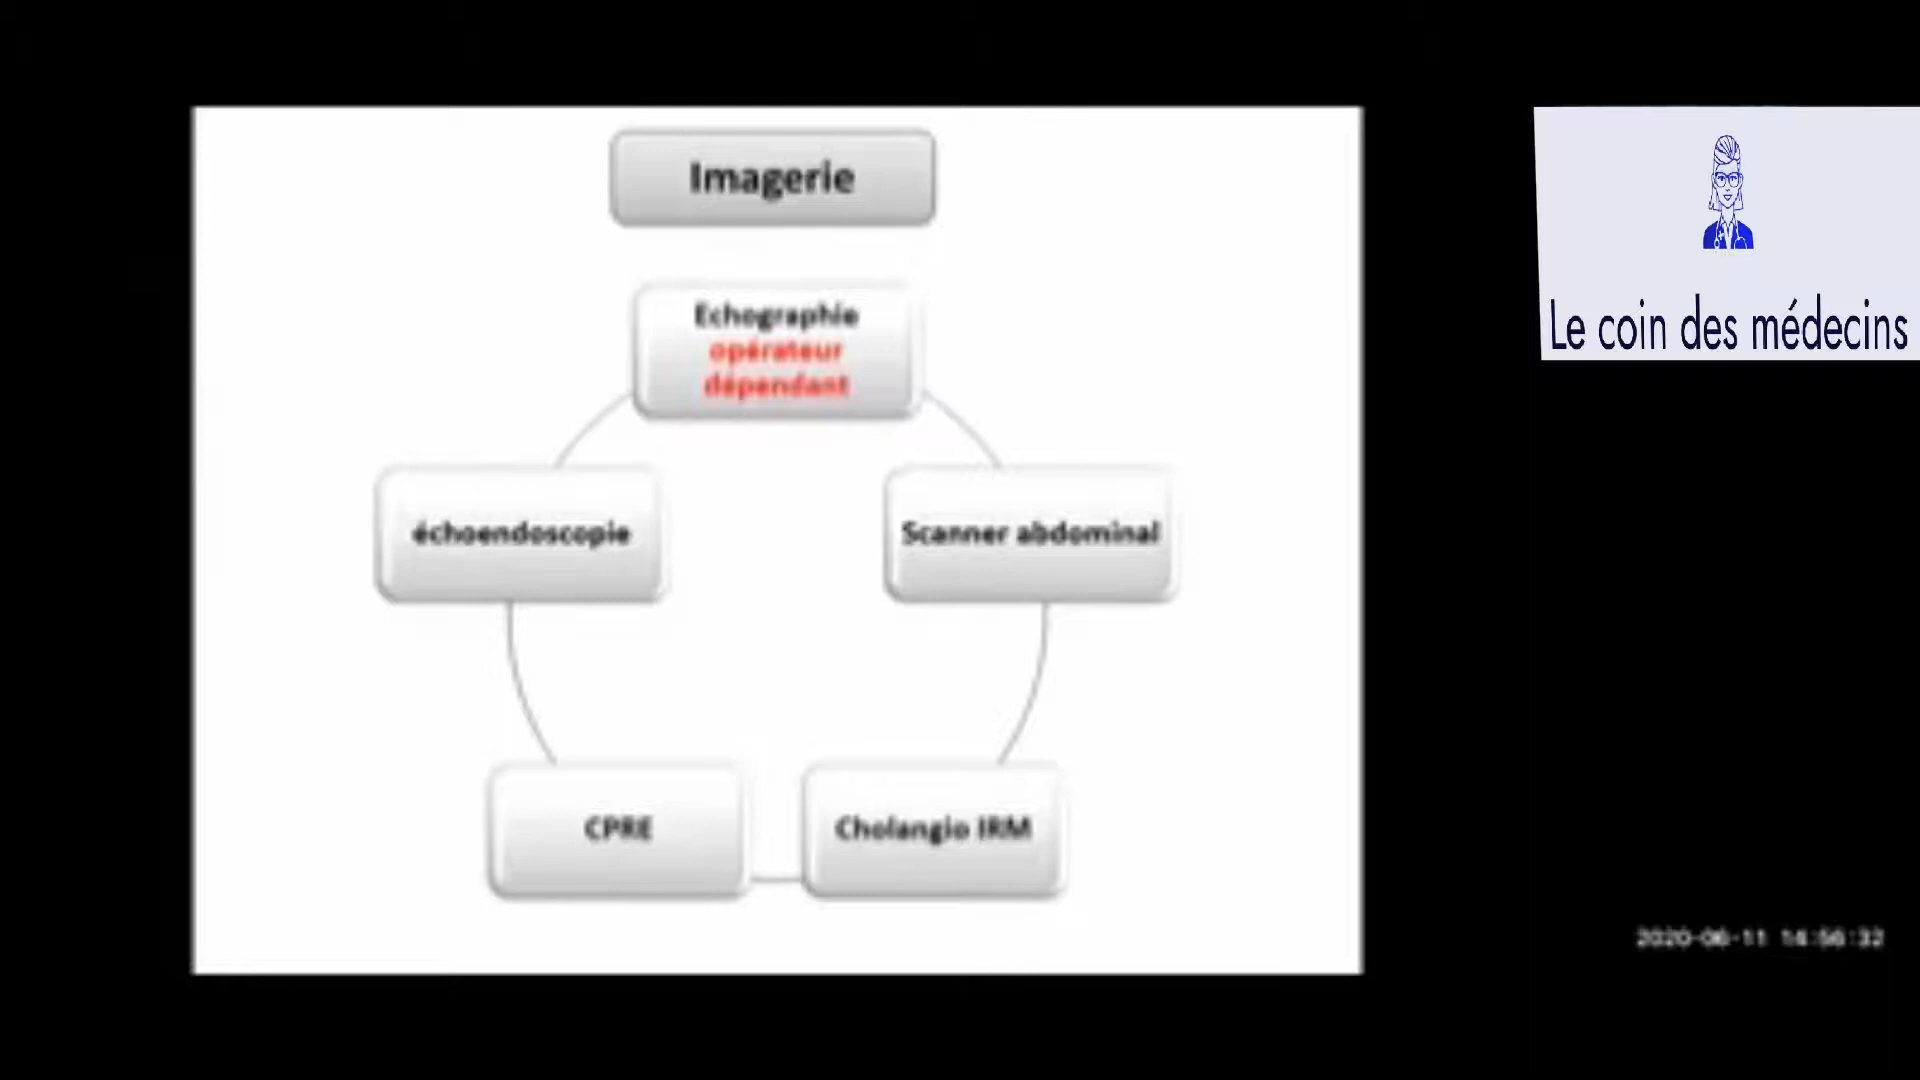 Imagerie
Echographie
opérateur
dépendant
échoendoscopie
Scanner abdominal
CPRE
Cholangio IRM
Le coin des médecins
2020-06-11 14:56:32